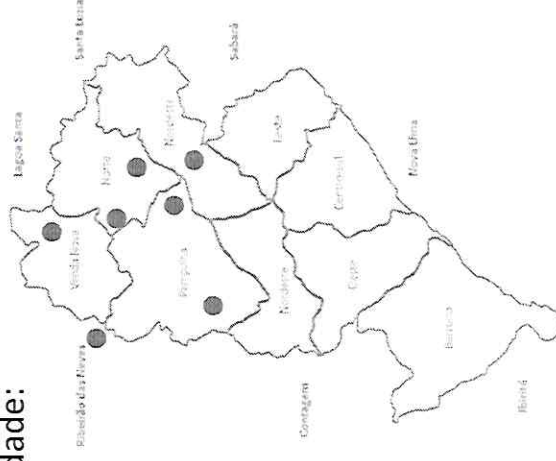 dade:
Lagoa Santa
Santa Luzia
Ribeirão das Neves
Venda Nova
Norte
Nordeste
Sabará
Pampulha
Noroeste
Leste
Contagem
Oeste
Centro-sul
Nova Lima
Barreiro
Ibirité